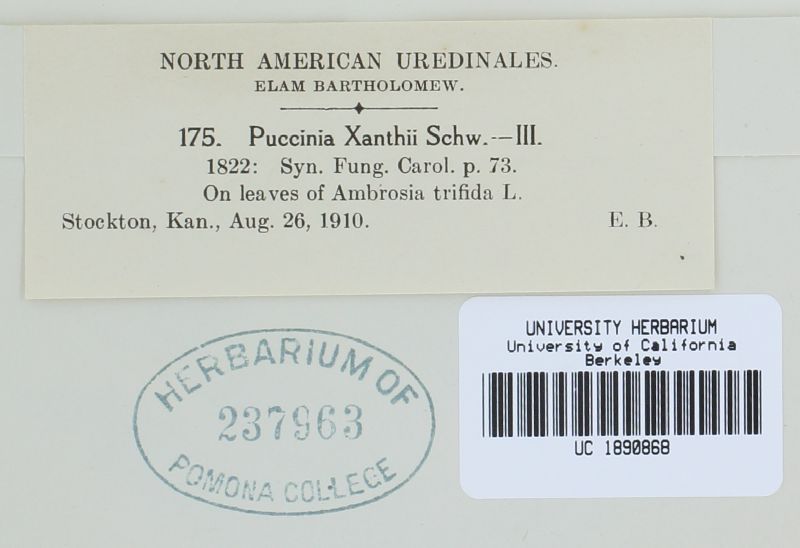 NORTH AMERICAN UREDINALES.
ELAM BARTHOLOMEW.
175. Puccinia Xanthii Schw.—III.
1822: Syn. Fung. Carol. p. 73.
On leaves of Ambrosia trifida L.
Stockton, Kan., Aug. 26, 1910. E. B.
HERBARIUM OF
237963
POMONA COLLEGE
UNIVERSITY HERBARIUM
University of California
Berkeley
UC 1890868